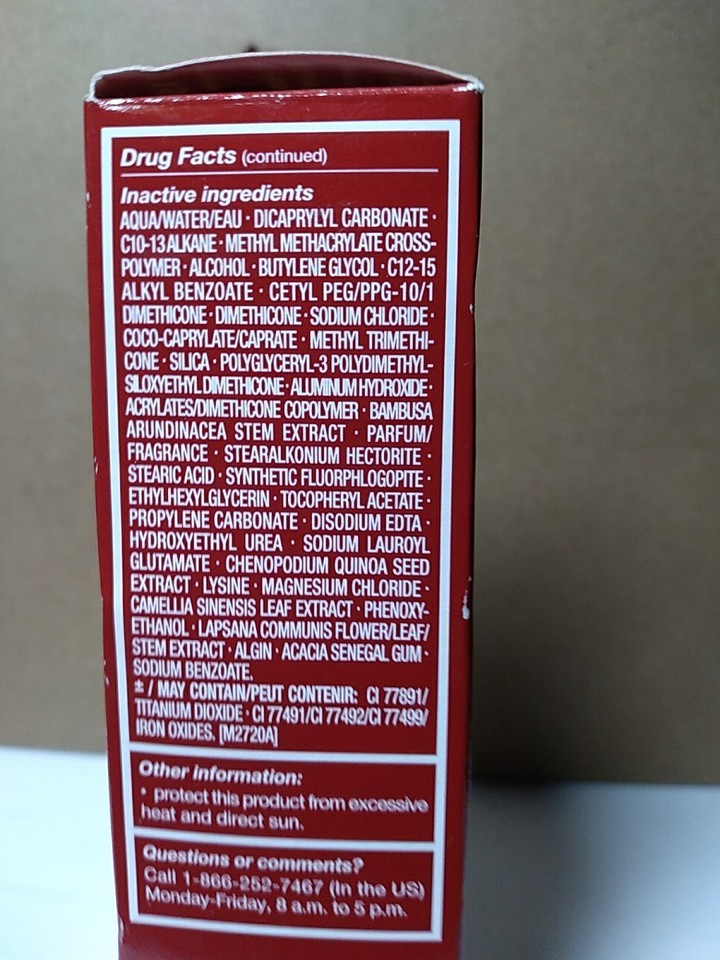 Drug Facts (continued)
Inactive ingredients
AQUA/WATER/EAU · DICAPRYLYL CARBONATE ·
C10-13 ALKANE · METHYL METHACRYLATE CROSS-
POLYMER · ALCOHOL · BUTYLENE GLYCOL · C12-15
ALKYL BENZOATE · CETYL PEG/PPG-10/1
DIMETHICONE · DIMETHICONE · SODIUM CHLORIDE ·
COCO-CAPRYLATE/CAPRATE · METHYL TRIMETHI-
CONE · SILICA · POLYGLYCERYL-3 POLYDIMETHYL-
SILOXYETHYL DIMETHICONE · ALUMINUM HYDROXIDE ·
ACRYLATES/DIMETHICONE COPOLYMER · BAMBUSA
ARUNDINACEA STEM EXTRACT · PARFUM/
FRAGRANCE · STEARALKONIUM HECTORITE ·
STEARIC ACID · SYNTHETIC FLUORPHLOGOPITE ·
ETHYLHEXYLGLYCERIN · TOCOPHERYL ACETATE ·
PROPYLENE CARBONATE · DISODIUM EDTA ·
HYDROXYETHYL UREA · SODIUM LAUROYL
GLUTAMATE · CHENOPODIUM QUINOA SEED
EXTRACT · LYSINE · MAGNESIUM CHLORIDE ·
CAMELLIA SINENSIS LEAF EXTRACT · PHENOXY-
ETHANOL · LAPSANA COMMUNIS FLOWER/LEAF/
STEM EXTRACT · ALGIN · ACACIA SENEGAL GUM ·
SODIUM BENZOATE.
± / MAY CONTAIN/PEUT CONTENIR: CI 77891/
TITANIUM DIOXIDE · CI 77491/CI 77492/CI 77499/
IRON OXIDES. [M2720A]
Other information:
• protect this product from excessive
heat and direct sun.
Questions or comments?
Call 1-866-252-7467 (In the US)
Monday-Friday, 8 a.m. to 5 p.m.